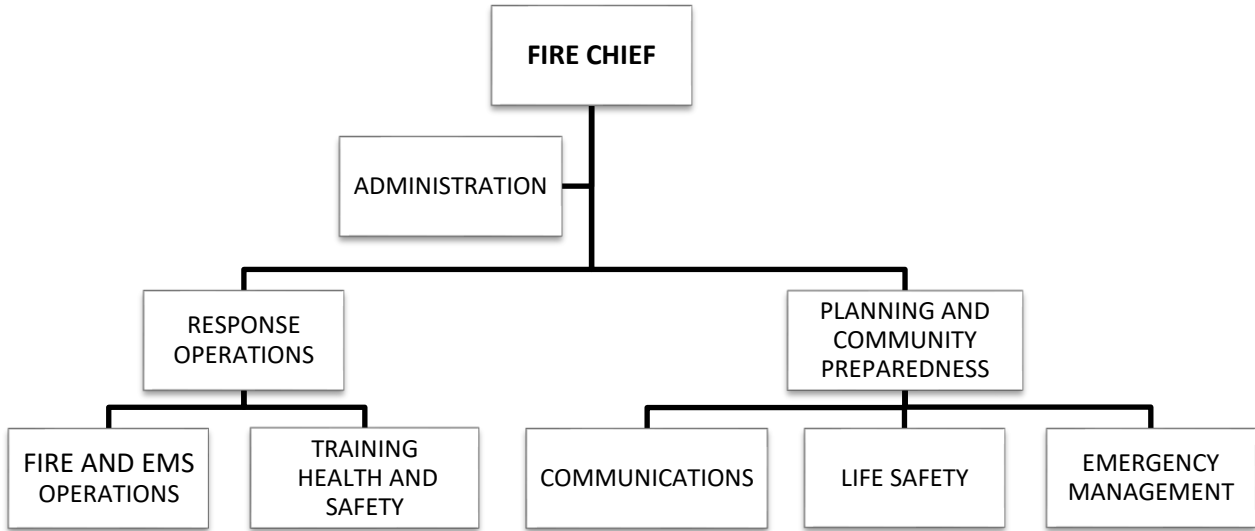 FIRE CHIEF
ADMINISTRATION
RESPONSE
OPERATIONS
PLANNING AND
COMMUNITY
PREPAREDNESS
FIRE AND EMS
OPERATIONS
TRAINING
HEALTH AND
SAFETY
COMMUNICATIONS
LIFE SAFETY
EMERGENCY
MANAGEMENT